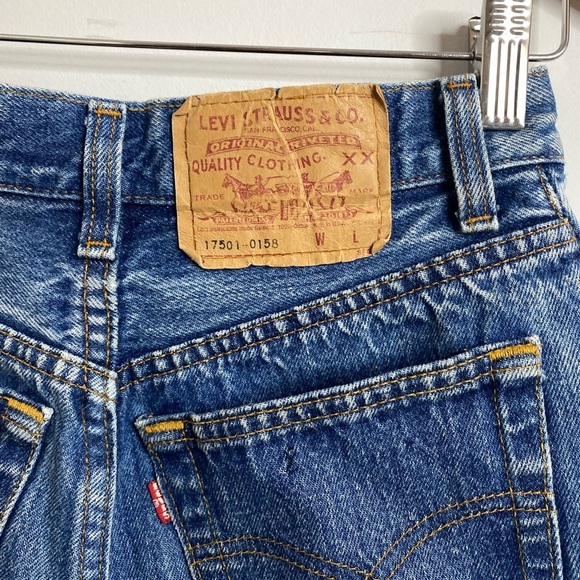 LEVI STRAUSS & CO.
SAN FRANCISCO, CAL.
ORIGINAL RIVETED
QUALITY CLOTHING. XX
TRADE MARK
17501-0158 W L
LEVI'S